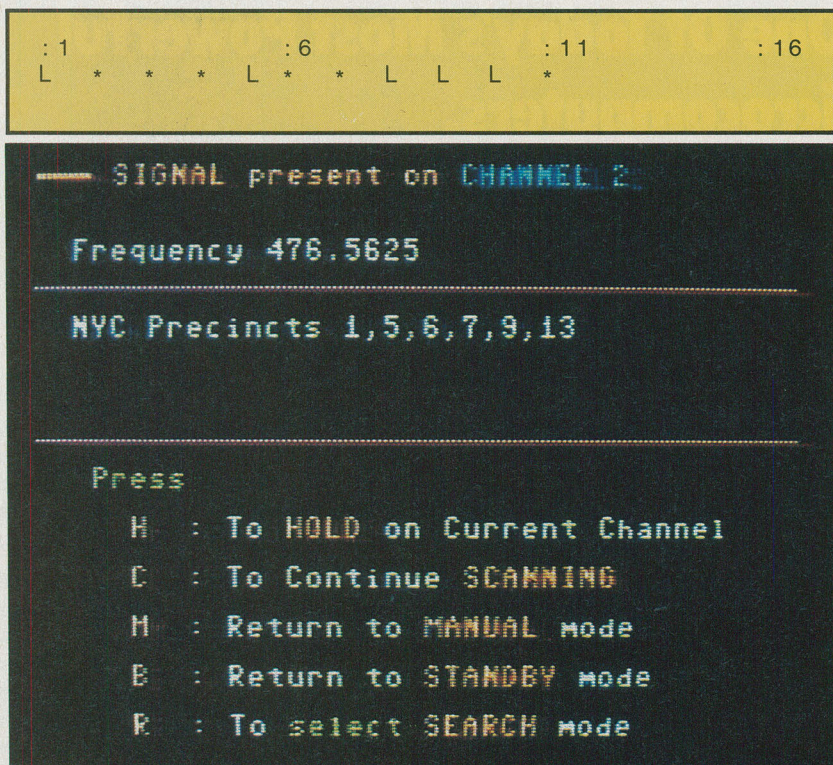 :1 :6 :11 :16
L * * * L * * L L L *
SIGNAL present on CHANNEL 2
Frequency 476.5625
NYC Precincts 1,5,6,7,9,13
Press
H : To HOLD on Current Channel
C : To Continue SCANNING
M : Return to MANUAL mode
B : Return to STANDBY mode
R : To select SEARCH mode